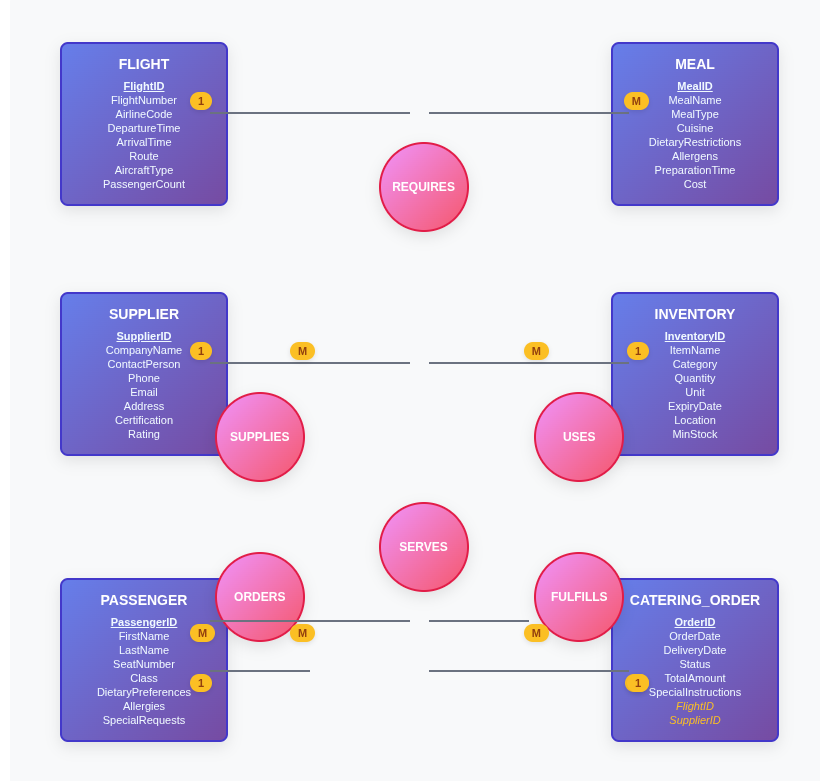 FLIGHT
FlightID
FlightNumber
AirlineCode
DepartureTime
ArrivalTime
Route
AircraftType
PassengerCount
1
REQUIRES
M
MEAL
MealID
MealName
MealType
Cuisine
DietaryRestrictions
Allergens
PreparationTime
Cost
SUPPLIER
SupplierID
CompanyName
ContactPerson
Phone
Email
Address
Certification
Rating
1
M
SUPPLIES
M
1
USES
INVENTORY
InventoryID
ItemName
Category
Quantity
Unit
ExpiryDate
Location
MinStock
SERVES
PASSENGER
PassengerID
FirstName
LastName
SeatNumber
Class
DietaryPreferences
Allergies
SpecialRequests
ORDERS
M
M
1
FULFILLS
M
1
CATERING_ORDER
OrderID
OrderDate
DeliveryDate
Status
TotalAmount
SpecialInstructions
FlightID
SupplierID